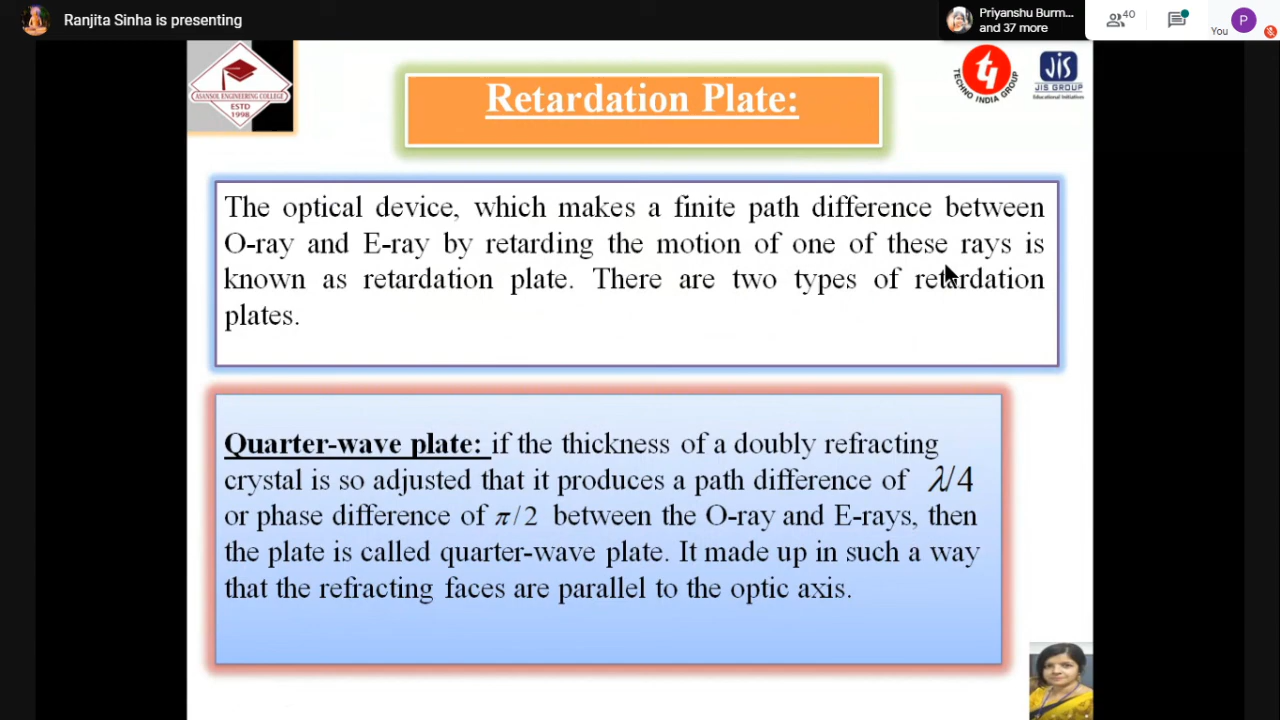 Ranjita Sinha is presenting
Priyanshu Burm...
and 37 more
40
You
P
ASANSOL ENGINEERING COLLEGE
ESTD
1998
Retardation Plate:
TECHNO INDIA GROUP
JIS
JIS GROUP
Educational Initiatives
The optical device, which makes a finite path difference between
O-ray and E-ray by retarding the motion of one of these rays is
known as retardation plate. There are two types of retardation
plates.
Quarter-wave plate: if the thickness of a doubly refracting
crystal is so adjusted that it produces a path difference of λ/4
or phase difference of π/2 between the O-ray and E-rays, then
the plate is called quarter-wave plate. It made up in such a way
that the refracting faces are parallel to the optic axis.